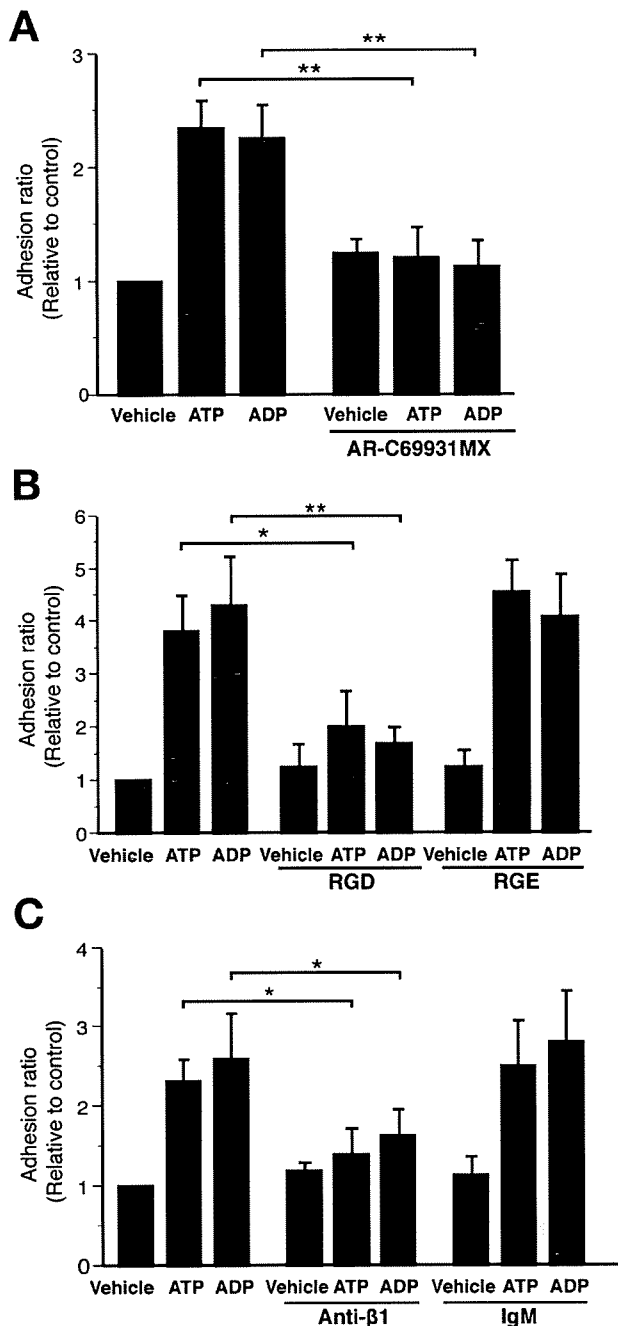 A
Adhesion ratio
(Relative to control)
3
2
1
0
**
**
Vehicle ATP ADP Vehicle ATP ADP
AR-C69931MX
B
Adhesion ratio
(Relative to control)
6
5
4
3
2
1
0
**
*
Vehicle ATP ADP Vehicle ATP ADP Vehicle ATP ADP
RGD RGE
C
Adhesion ratio
(Relative to control)
4
3
2
1
0
*
*
Vehicle ATP ADP Vehicle ATP ADP Vehicle ATP ADP
Anti-β1 IgM